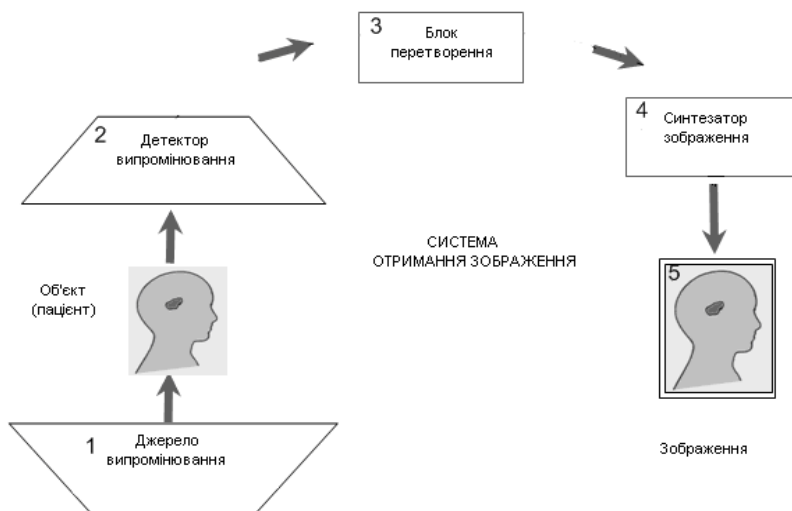 3
Блок
перетворення
4
Синтезатор
зображення
2
Детектор
випромінювання
СИСТЕМА
ОТРИМАННЯ ЗОБРАЖЕННЯ
5
Об'єкт
(пацієнт)
1
Джерело
випромінювання
Зображення